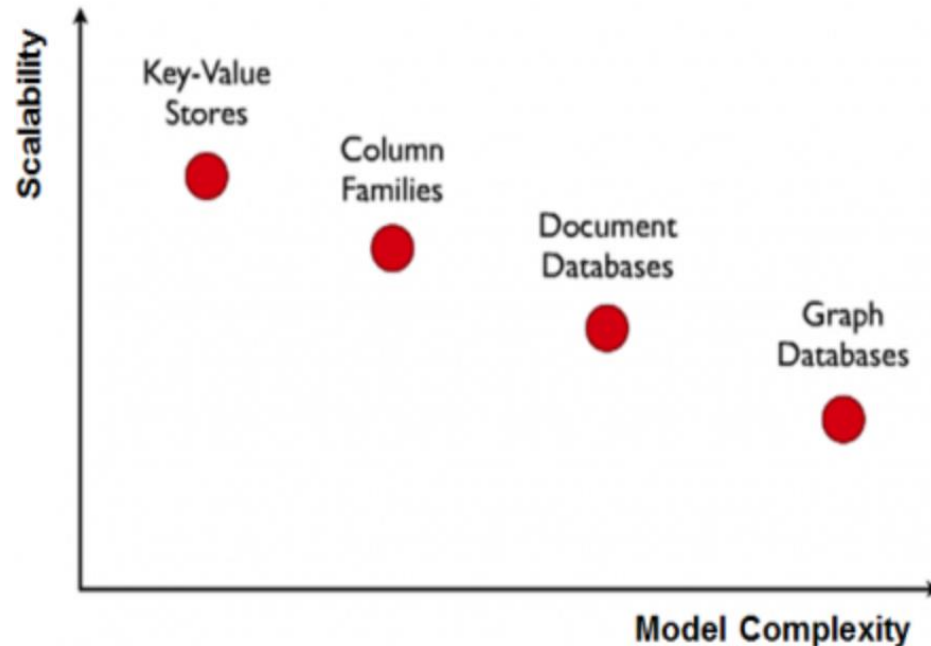 Scalability
Key-Value
Stores
Column
Families
Document
Databases
Graph
Databases
Model Complexity